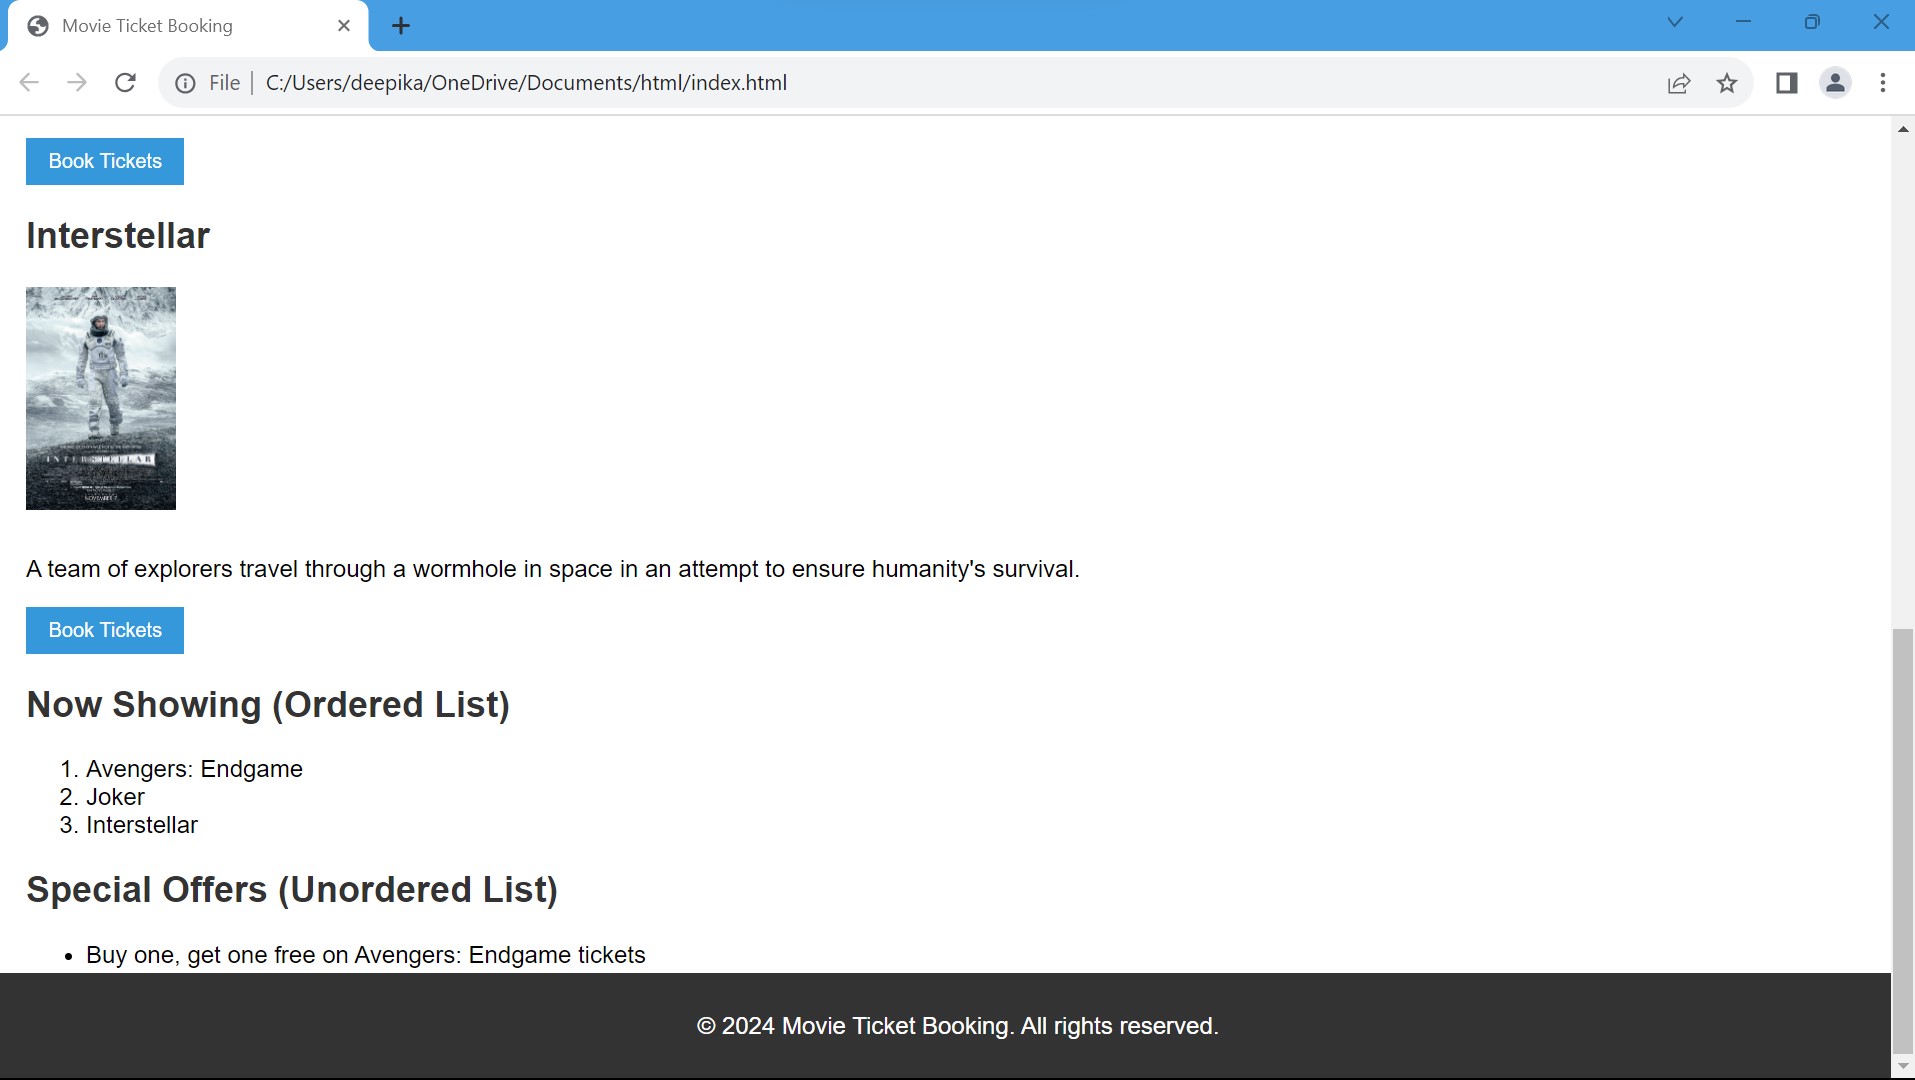 Movie Ticket Booking
File
C:/Users/deepika/OneDrive/Documents/html/index.html
Book Tickets
Interstellar
INTERSTELLAR
NOVEMBER 7
A team of explorers travel through a wormhole in space in an attempt to ensure humanity's survival.
Book Tickets
Now Showing (Ordered List)
1. Avengers: Endgame
2. Joker
3. Interstellar
Special Offers (Unordered List)
• Buy one, get one free on Avengers: Endgame tickets
© 2024 Movie Ticket Booking. All rights reserved.